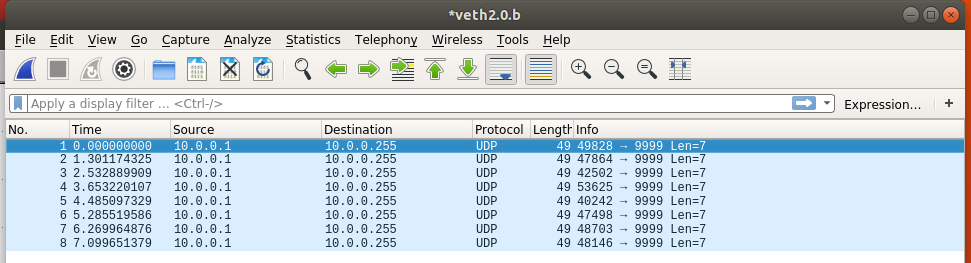 *veth2.0.b
File Edit View Go Capture Analyze Statistics Telephony Wireless Tools Help
Apply a display filter ... <Ctrl-/> Expression... +
No. Time Source Destination Protocol Length Info
1 0.000000000 10.0.0.1 10.0.0.255 UDP 49 49828 → 9999 Len=7
2 1.301174325 10.0.0.1 10.0.0.255 UDP 49 47864 → 9999 Len=7
3 2.532889909 10.0.0.1 10.0.0.255 UDP 49 42502 → 9999 Len=7
4 3.653220107 10.0.0.1 10.0.0.255 UDP 49 53625 → 9999 Len=7
5 4.485097329 10.0.0.1 10.0.0.255 UDP 49 40242 → 9999 Len=7
6 5.285519586 10.0.0.1 10.0.0.255 UDP 49 47498 → 9999 Len=7
7 6.269964876 10.0.0.1 10.0.0.255 UDP 49 48703 → 9999 Len=7
8 7.099651379 10.0.0.1 10.0.0.255 UDP 49 48146 → 9999 Len=7